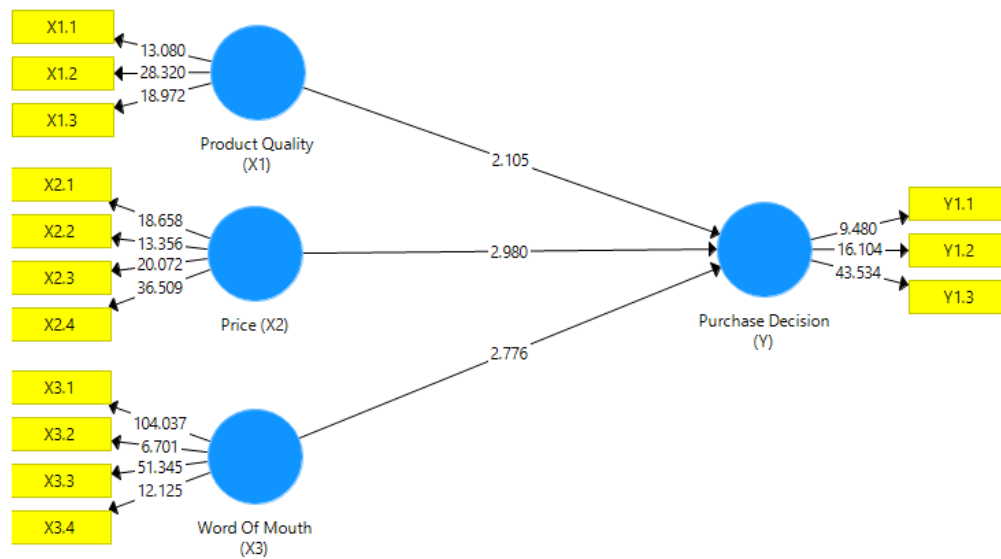 X1.1
13.080
X1.2
28.320
X1.3
18.972
Product Quality
(X1)
2.105
X2.1
18.658
X2.2
13.356
X2.3
20.072
X2.4
36.509
Price (X2)
2.980
Y1.1
9.480
Y1.2
16.104
Y1.3
43.534
Purchase Decision
(Y)
2.776
X3.1
104.037
X3.2
6.701
X3.3
51.345
X3.4
12.125
Word Of Mouth
(X3)